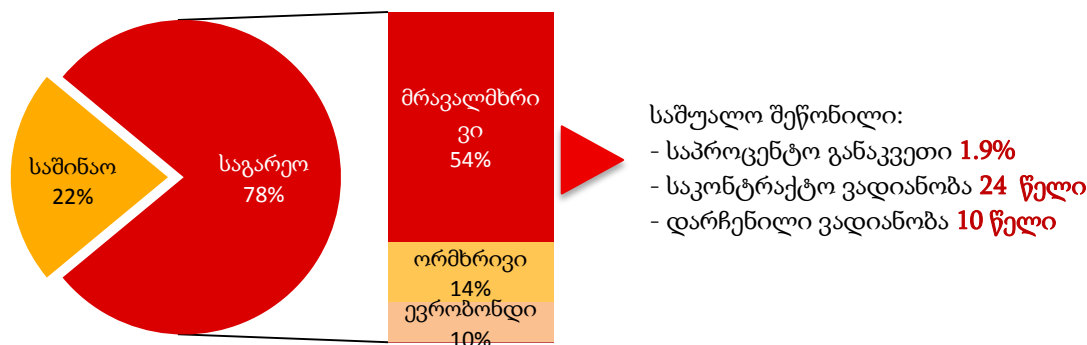 საშინაო
22%
საგარეო
78%
მრავალმხრი
ვი
54%
ორმხრივი
14%
ევრობონდი
10%
საშუალო შეწონილი:
- საპროცენტო განაკვეთი 1.9%
- საკონტრაქტო ვადიანობა 24 წელი
- დარჩენილი ვადიანობა 10 წელი